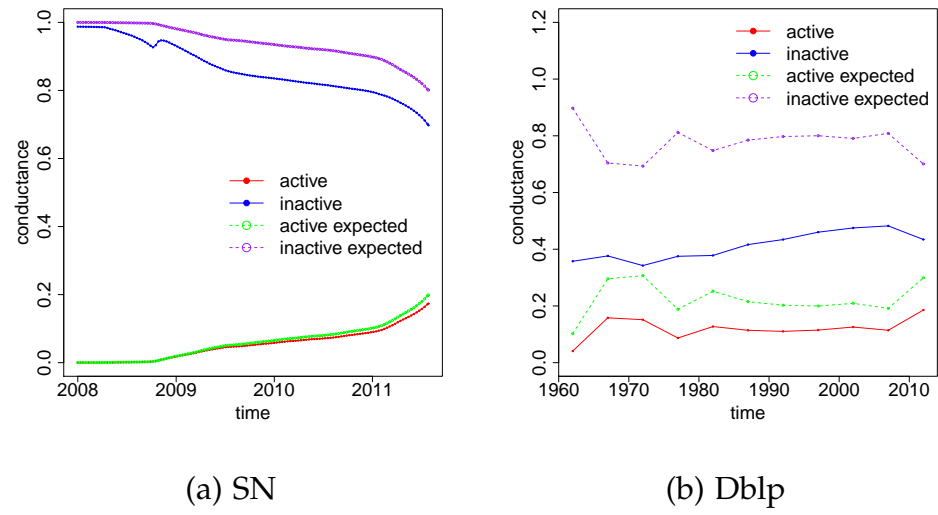 1.0
0.8
0.6
0.4
0.2
0.0
conductance
active
inactive
active expected
inactive expected
2008
2009
2010
2011
time
(a) SN
1.2
1.0
0.8
0.6
0.4
0.2
0.0
conductance
active
inactive
active expected
inactive expected
1960
1970
1980
1990
2000
2010
time
(b) Dblp